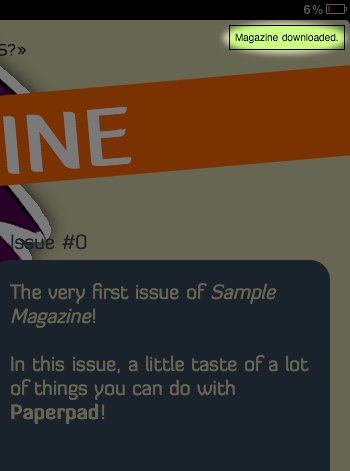 6%
Magazine downloaded.
S?»
INE
Issue #0
The very first issue of Sample
Magazine!
In this issue, a little taste of a lot
of things you can do with
Paperpad!